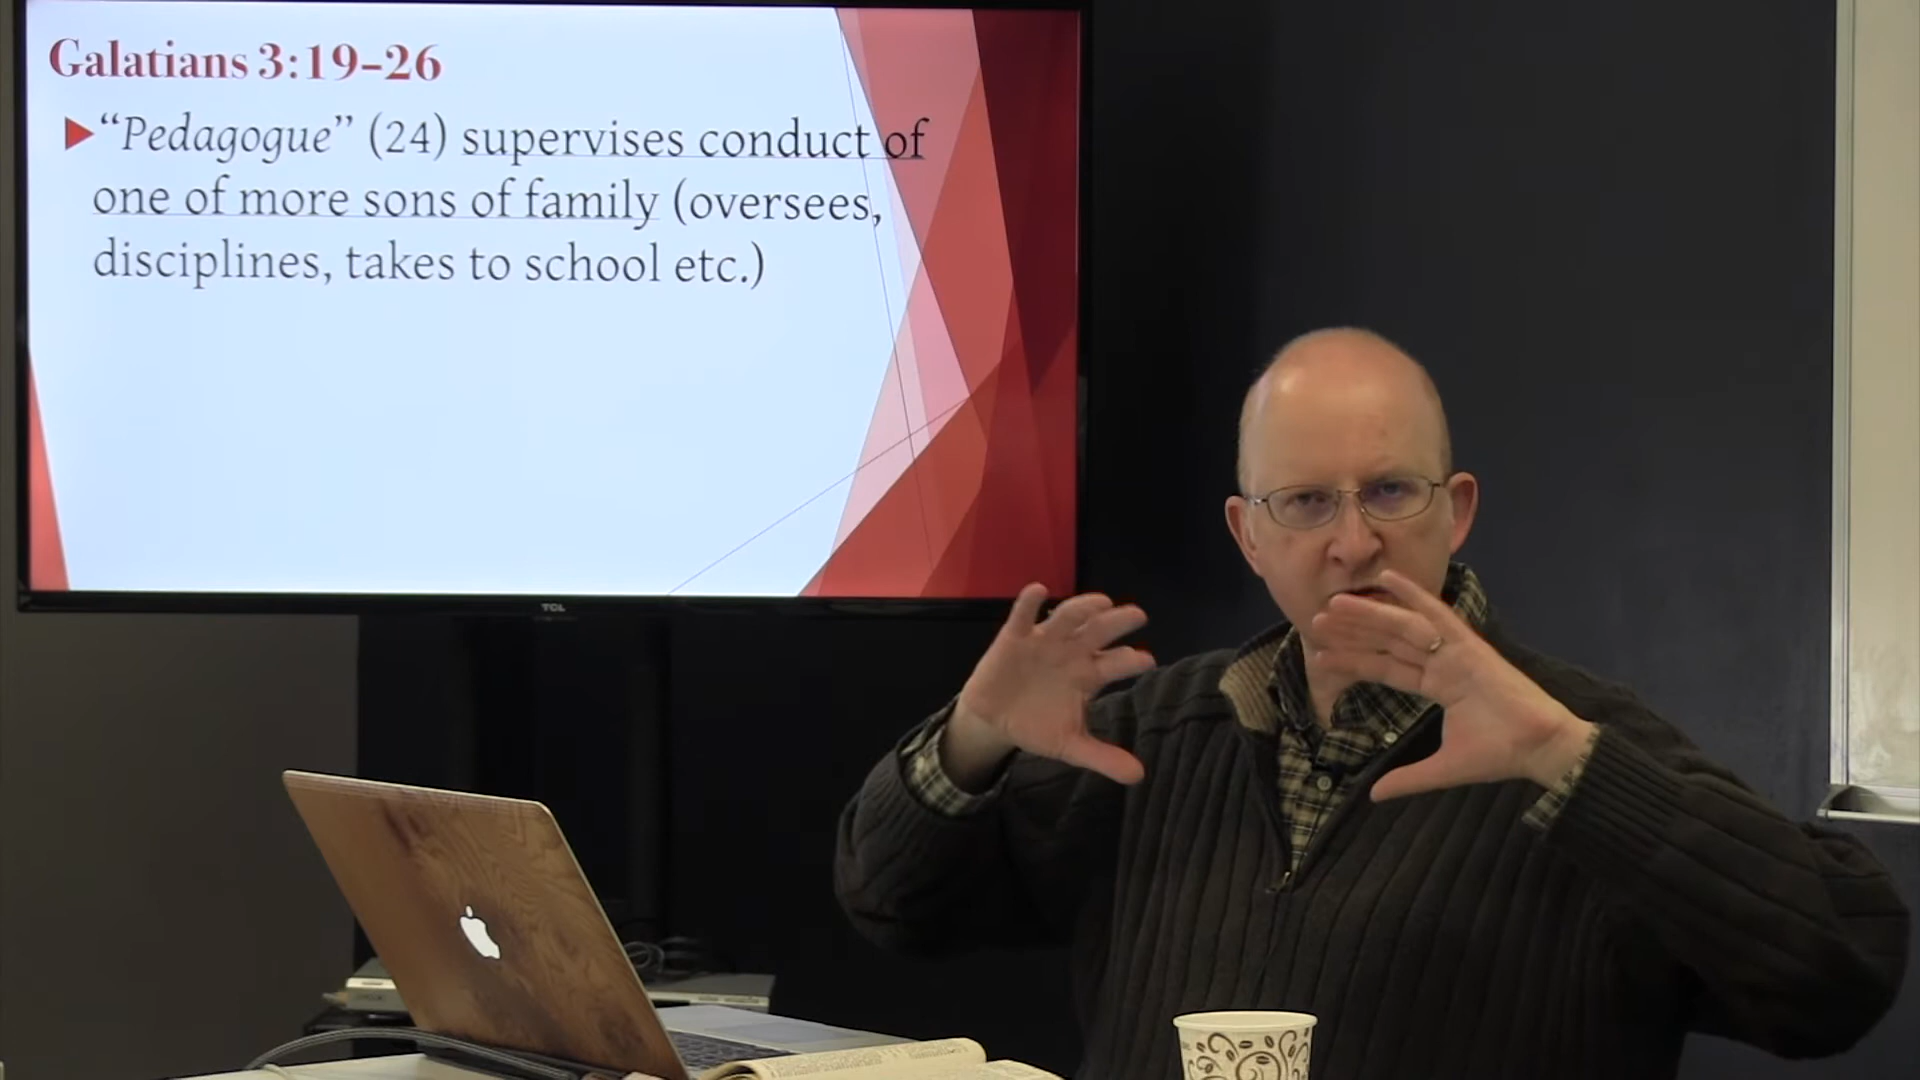 Galatians 3:19–26
“Pedagogue” (24) supervises conduct of
one of more sons of family (oversees,
disciplines, takes to school etc.)
TCL